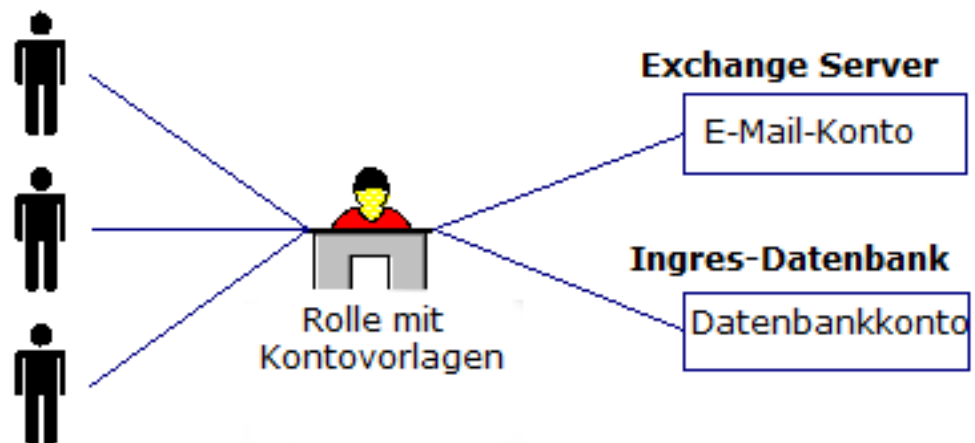 Exchange Server
E-Mail-Konto
Ingres-Datenbank
Datenbankkonto
Rolle mit
Kontovorlagen